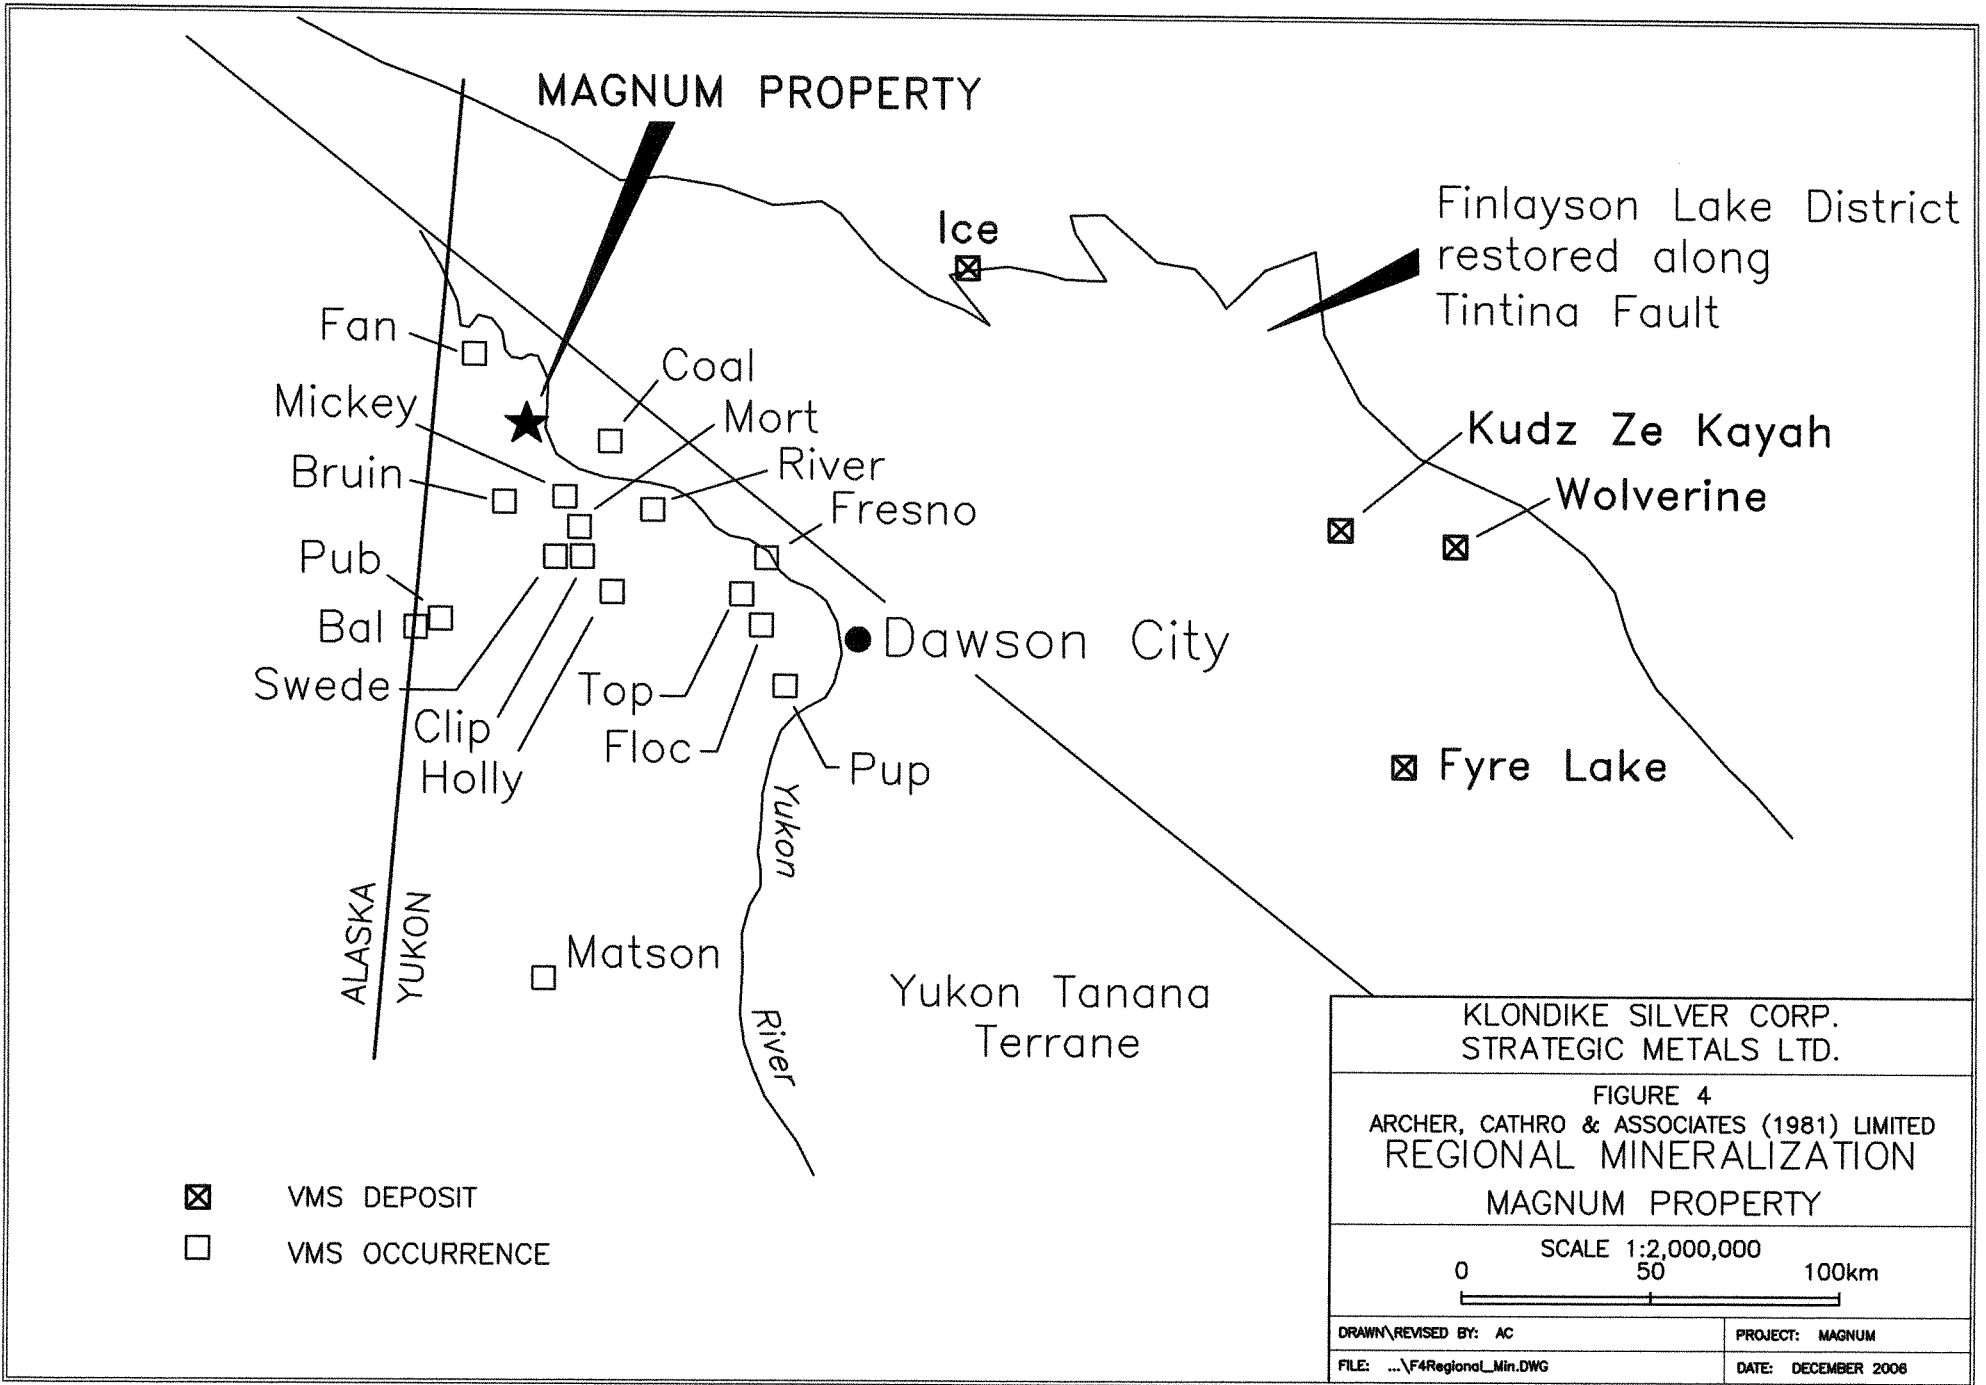 MAGNUM PROPERTY
Ice
Finlayson Lake District
restored along
Tintina Fault
Fan
Coal
Mickey
Mort
Kudz Ze Kayah
Bruin
River
Wolverine
Fresno
Pub
Bal
Dawson City
Swede
Top
Clip
Floc
Holly
Pup
Fyre Lake
Yukon
River
ALASKA
YUKON
Matson
Yukon Tanana
Terrane
VMS DEPOSIT
VMS OCCURRENCE
KLONDIKE SILVER CORP.
STRATEGIC METALS LTD.
FIGURE 4
ARCHER, CATHRO & ASSOCIATES (1981) LIMITED
REGIONAL MINERALIZATION
MAGNUM PROPERTY
SCALE 1:2,000,000
0 50 100km
DRAWN\REVISED BY: AC
PROJECT: MAGNUM
FILE: ...\F4Regional_Min.DWG
DATE: DECEMBER 2006